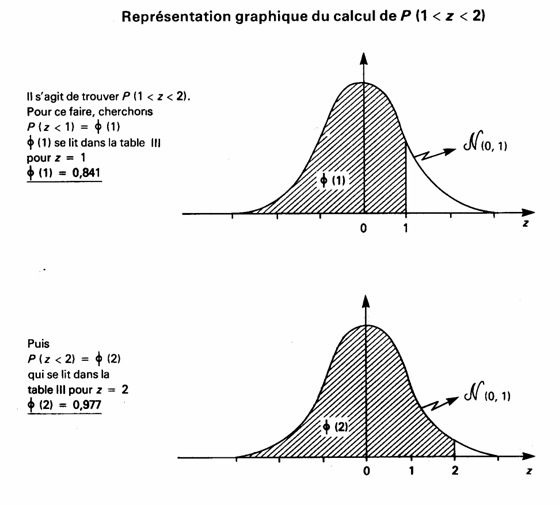 Représentation graphique du calcul de P (1 < z < 2)
Il s'agit de trouver P (1 < z < 2).
Pour ce faire, cherchons
P (z < 1) = ϕ (1)
ϕ (1) se lit dans la table III
pour z = 1
ϕ (1) = 0,841
𝒩 (0, 1)
ϕ (1)
0 1 z
Puis
P (z < 2) = ϕ (2)
qui se lit dans la
table III pour z = 2
ϕ (2) = 0,977
𝒩 (0, 1)
ϕ (2)
0 1 2 z